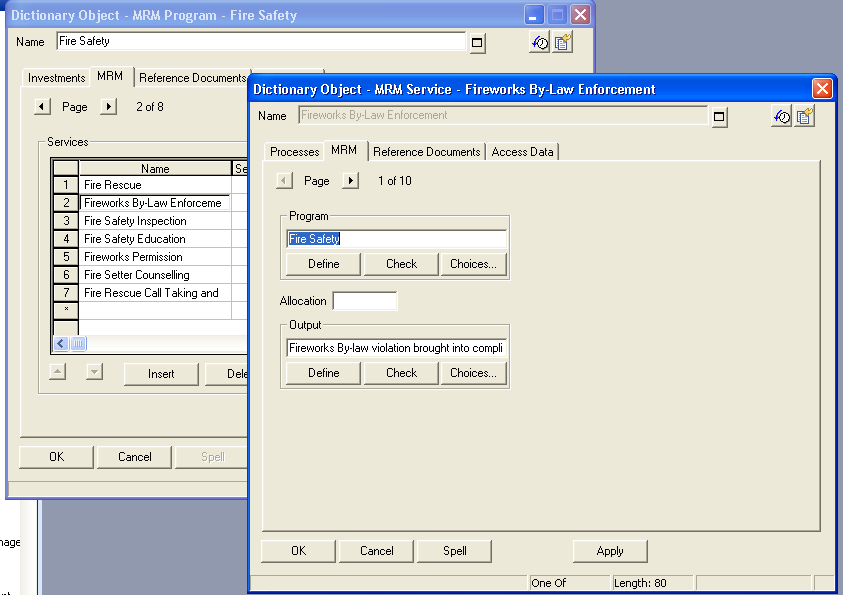 Dictionary Object - MRM Program - Fire Safety
Name Fire Safety
Investments MRM Reference Documents
Page 2 of 8
Services
Name Se
1 Fire Rescue
2 Fireworks By-Law Enforceme
3 Fire Safety Inspection
4 Fire Safety Education
5 Fireworks Permission
6 Fire Setter Counselling
7 Fire Rescue Call Taking and
*
Insert Dele
OK Cancel Spell
nage
Dictionary Object - MRM Service - Fireworks By-Law Enforcement
Name Fireworks By-Law Enforcement
Processes MRM Reference Documents Access Data
Page 1 of 10
Program
Fire Safety
Define Check Choices...
Allocation
Output
Fireworks By-law violation brought into compli
Define Check Choices...
OK Cancel Spell Apply
One Of Length: 80